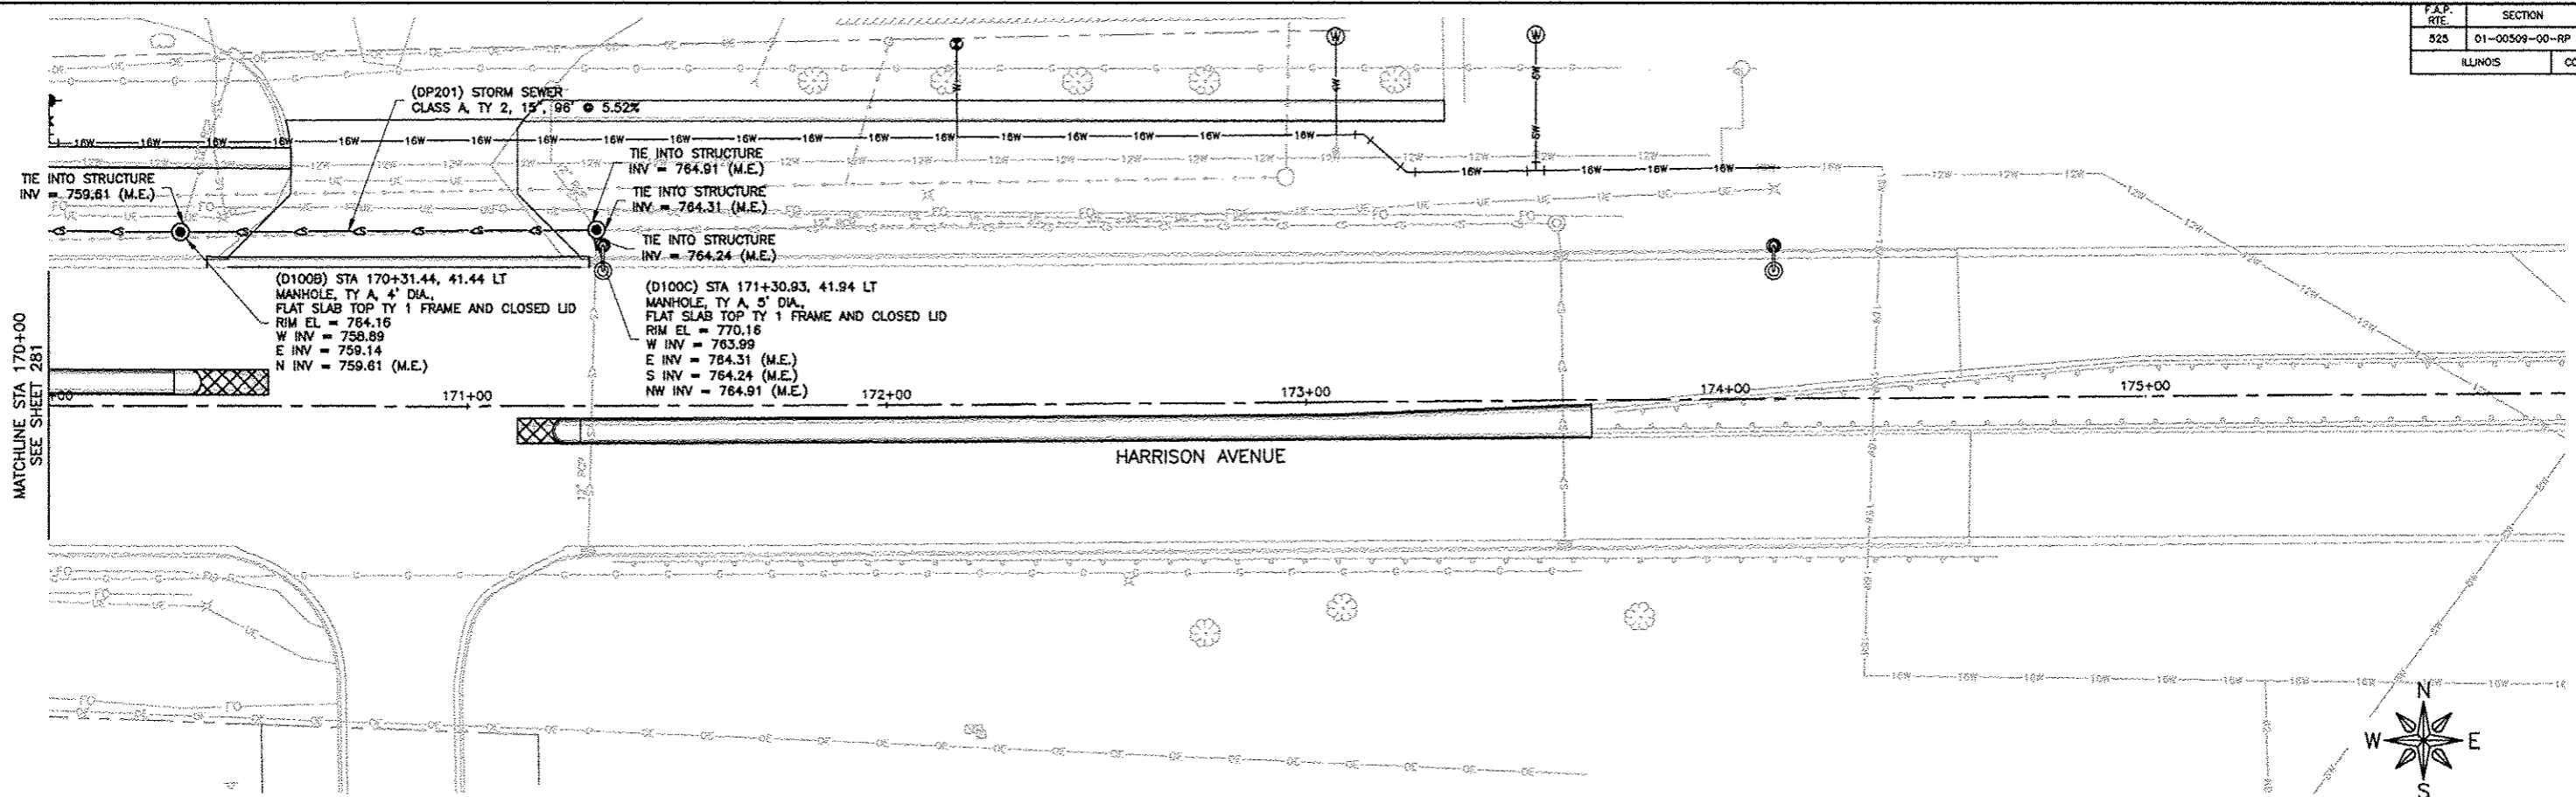 F.A.P. RTE.
SECTION
525
01-00509-00-RP
ILLINOIS
CO
(DP201) STORM SEWER
CLASS A, TY 2, 15", 96' @ 5.52%
TIE INTO STRUCTURE
INV = 759.61 (M.E.)
TIE INTO STRUCTURE
INV = 764.91 (M.E.)
TIE INTO STRUCTURE
INV = 764.31 (M.E.)
TIE INTO STRUCTURE
INV = 764.24 (M.E.)
(D100B) STA 170+31.44, 41.44 LT
MANHOLE, TY A, 4' DIA.,
FLAT SLAB TOP TY 1 FRAME AND CLOSED LID
RIM EL = 764.16
W INV = 758.89
E INV = 759.14
N INV = 759.61 (M.E.)
(D100C) STA 171+30.93, 41.94 LT
MANHOLE, TY A, 5' DIA.,
FLAT SLAB TOP TY 1 FRAME AND CLOSED LID
RIM EL = 770.16
W INV = 763.99
E INV = 764.31 (M.E.)
S INV = 764.24 (M.E.)
NW INV = 764.91 (M.E.)
MATCHLINE STA 170+00
SEE SHEET 281
+00
171+00
172+00
173+00
174+00
175+00
HARRISON AVENUE
12" RCP
N
W
E
S